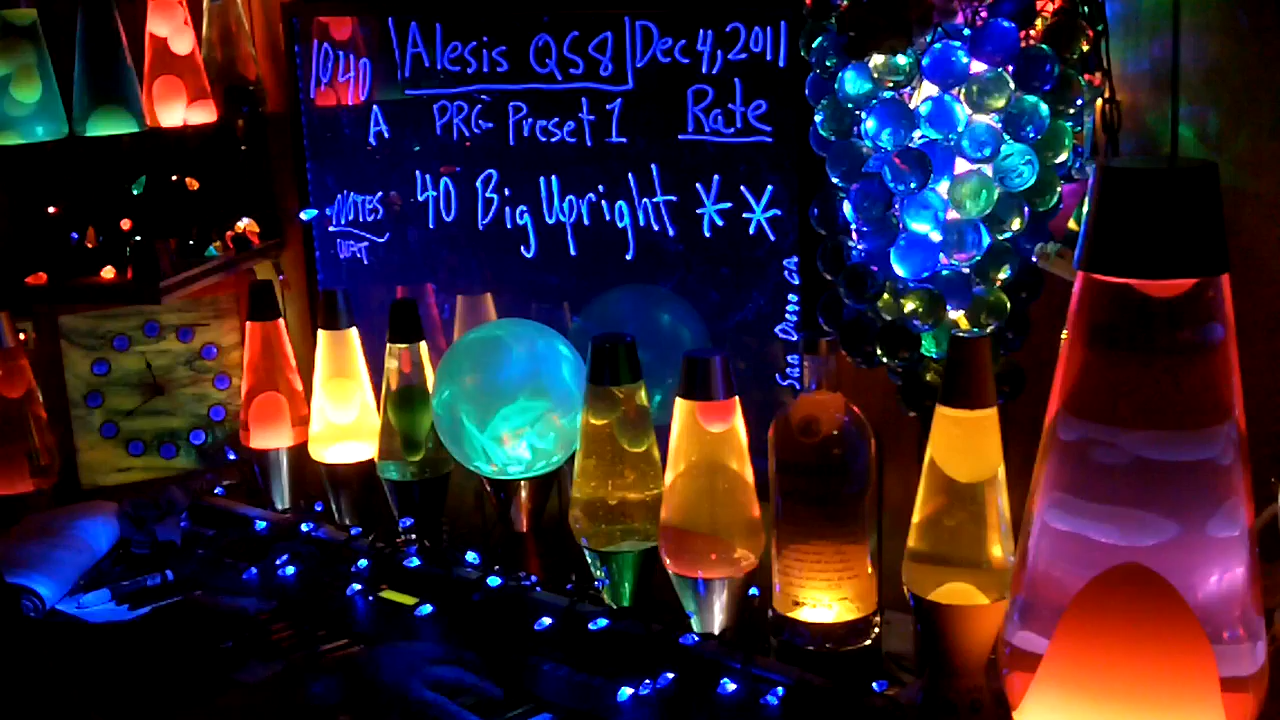 1040 Alesis QS8 Dec 4, 2011
A PRG Preset 1 Rate
NOTES 40 Big Upright * *
San Diego CA